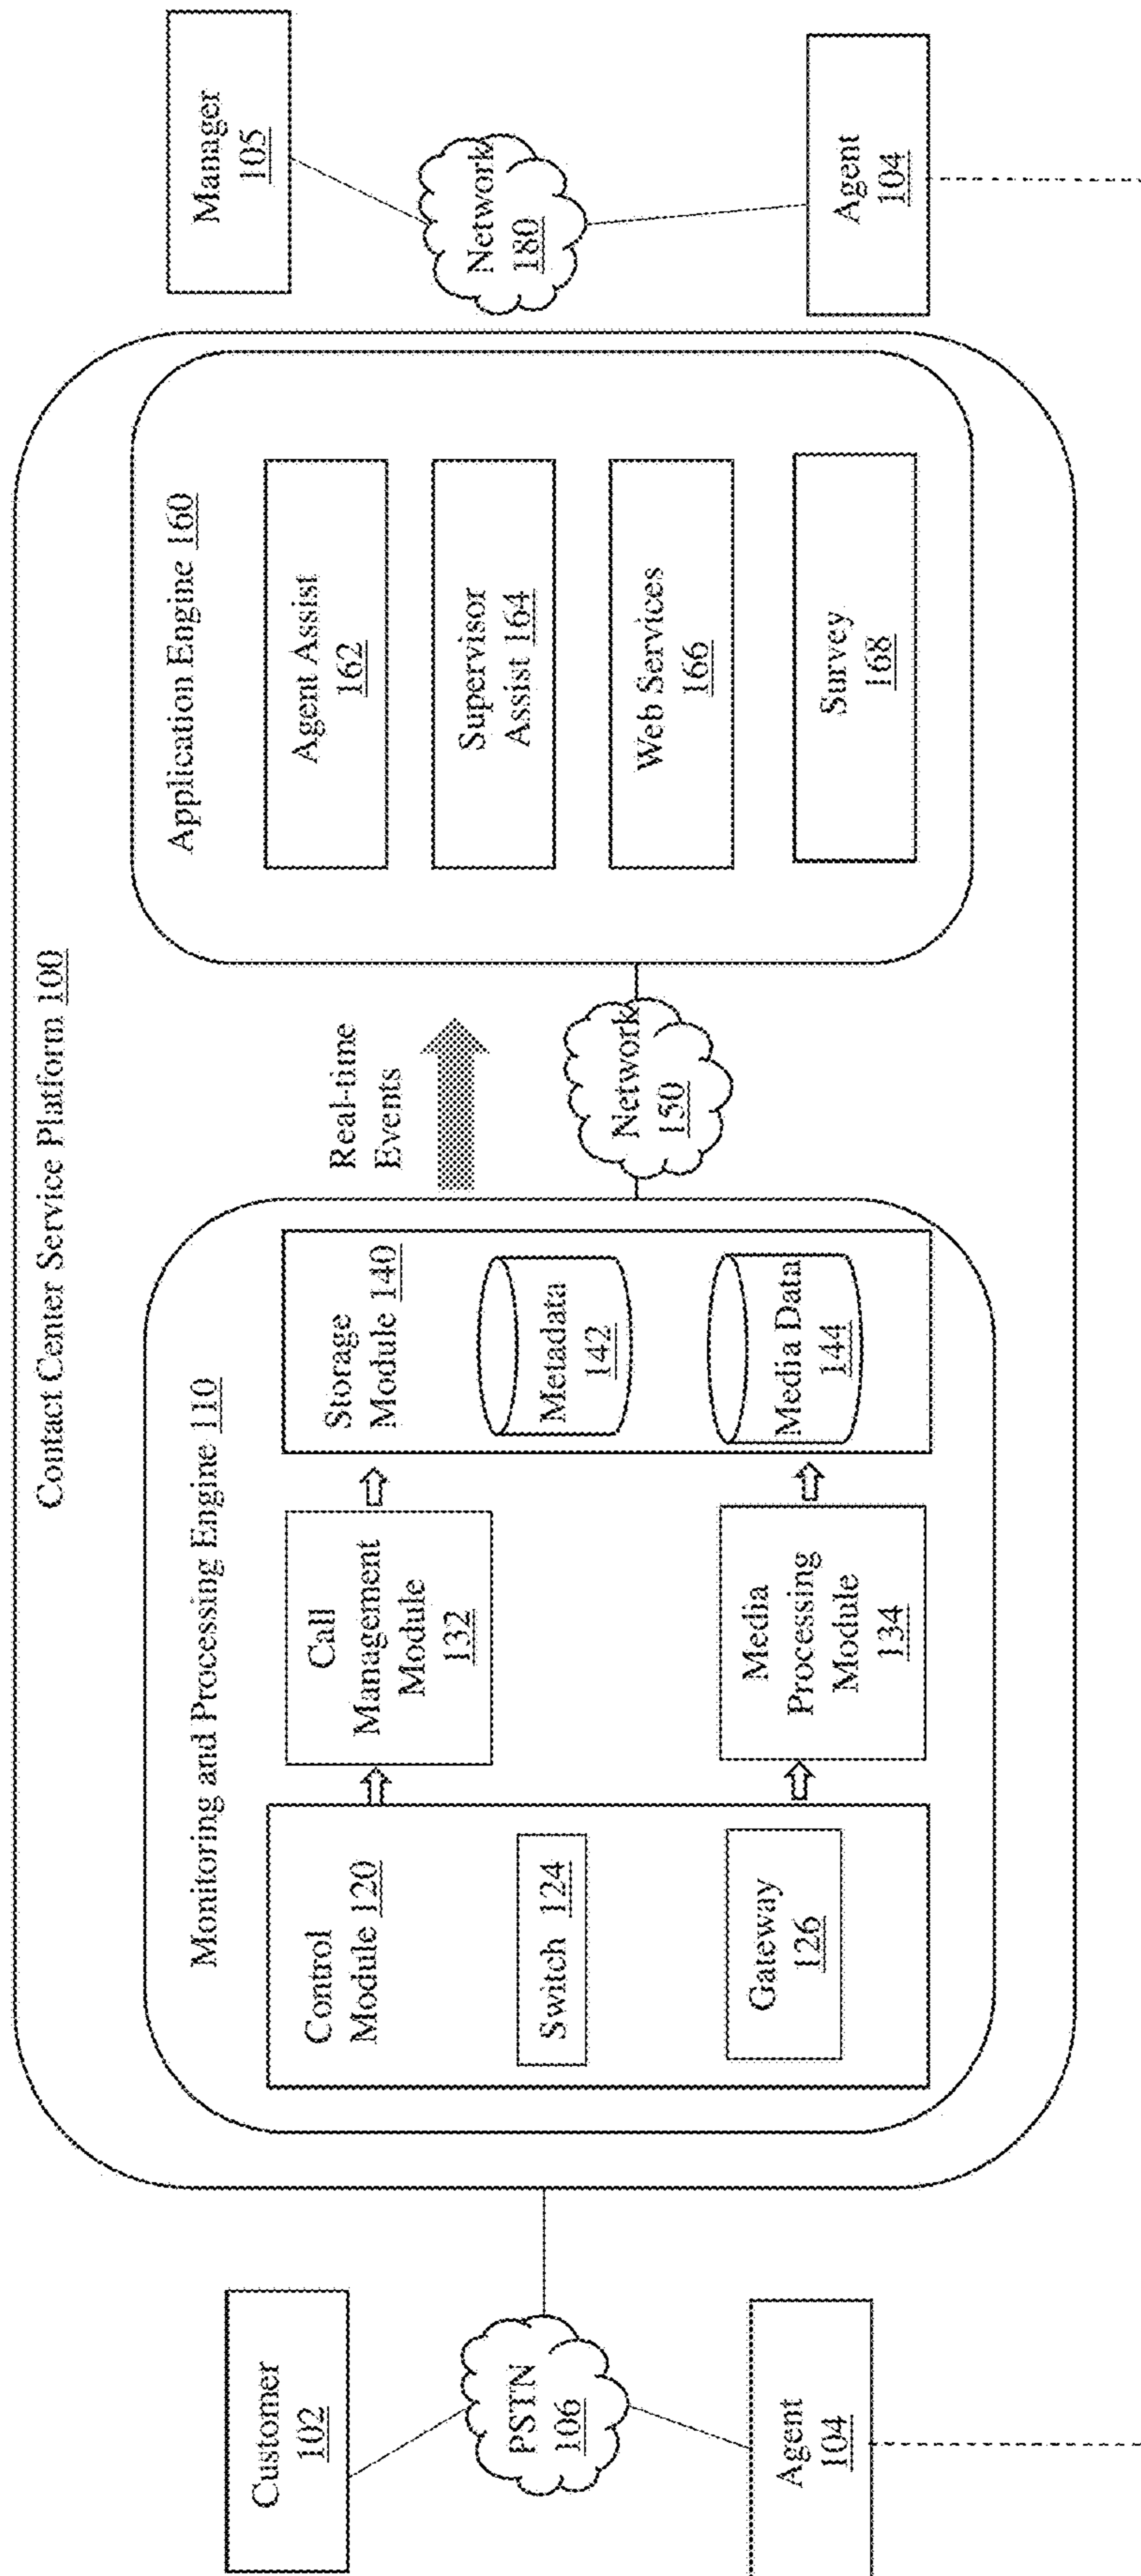 Contact Center Service Platform 100
Customer
102
PSTN
106
Agent
104
Monitoring and Processing Engine 110
Control
Module 120
Switch 124
Gateway
126
Call
Management
Module
132
Media
Processing
Module
134
Storage
Module 140
Metadata
142
Media Data
144
Real-time
Events
Network
150
Application Engine 160
Agent Assist
162
Supervisor
Assist 164
Web Services
166
Survey
168
Manager
105
Network
180
Agent
104